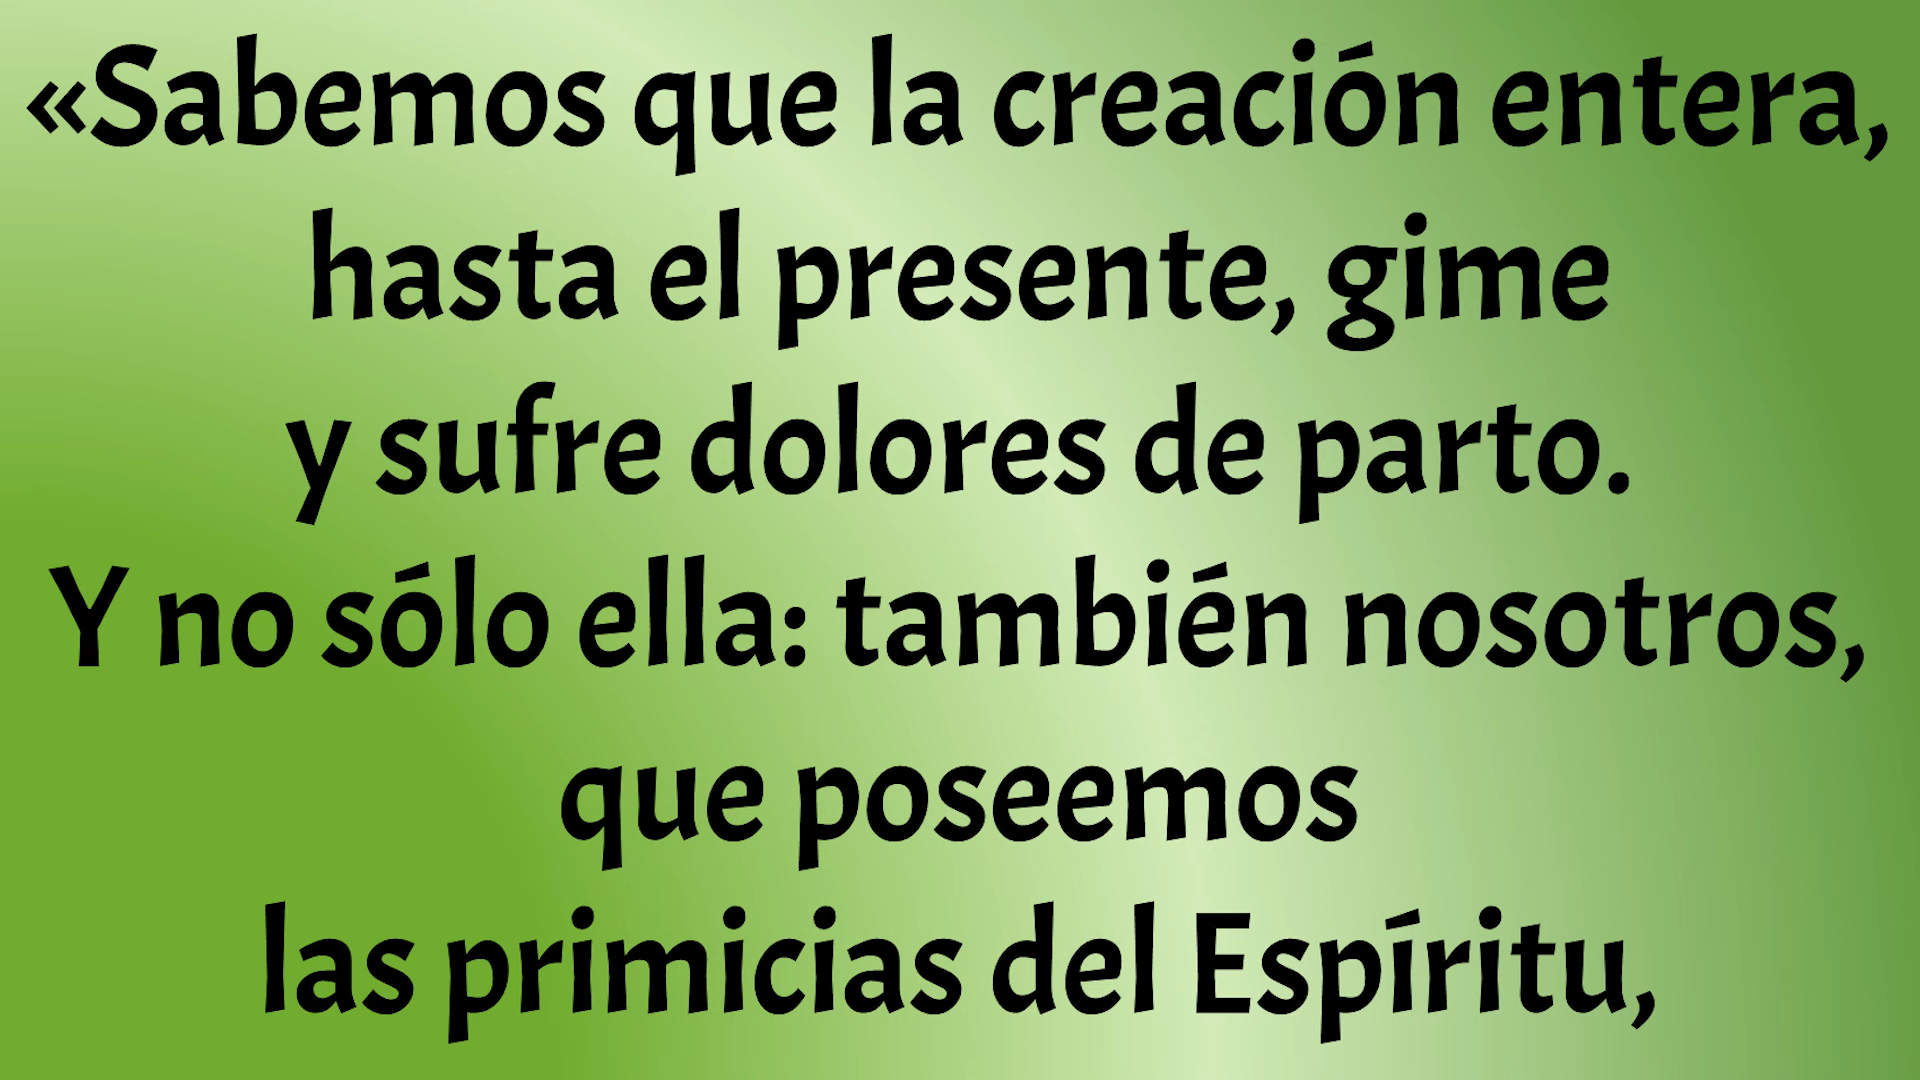 «Sabemos que la creación entera,
hasta el presente, gime
y sufre dolores de parto.
Y no sólo ella: también nosotros,
que poseemos
las primicias del Espíritu,